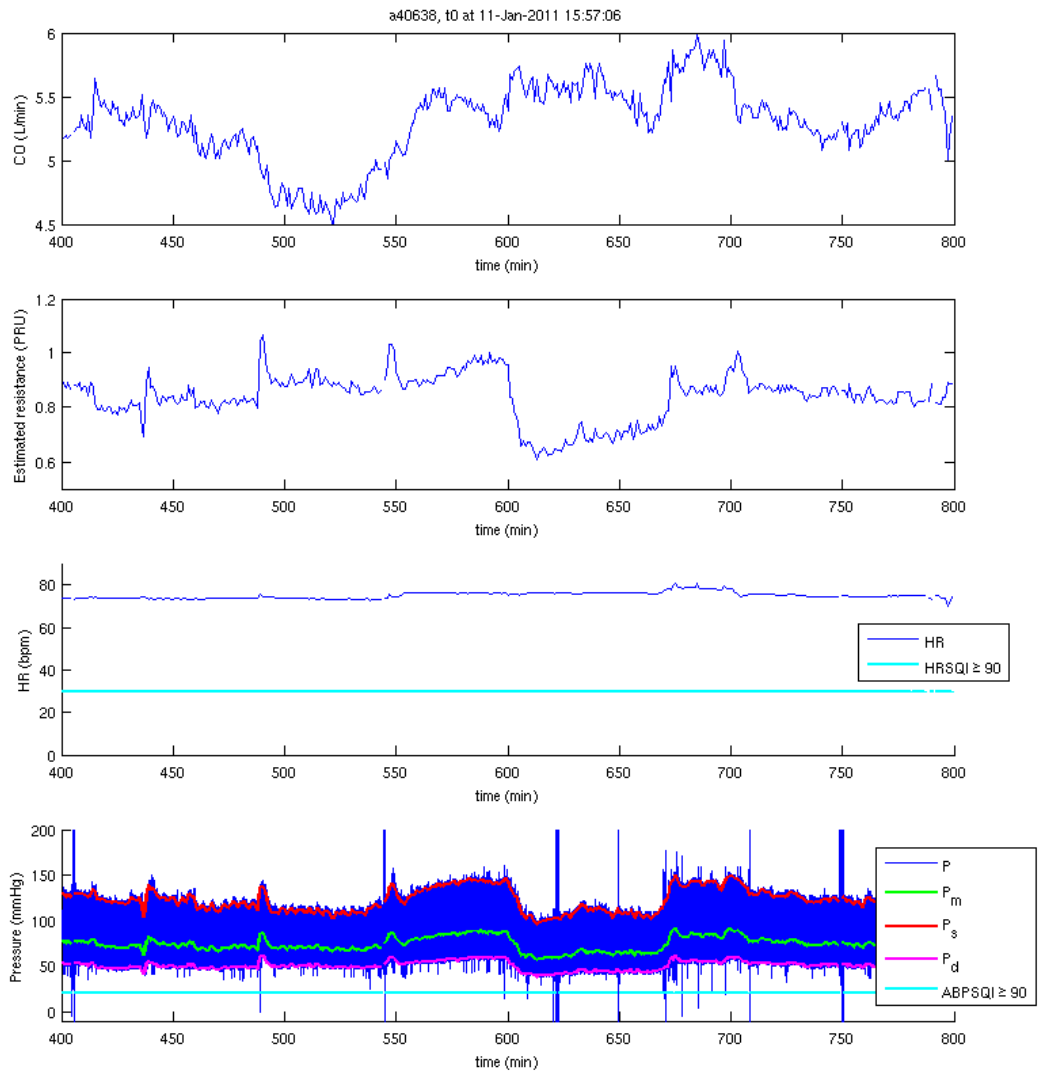 a40638, t0 at 11-Jan-2011 15:57:06
6
5.5
5
4.5
CO (L/min)
400 450 500 550 600 650 700 750 800
time (min)
1.2
1
0.8
0.6
Estimated resistance (PRU)
400 450 500 550 600 650 700 750 800
time (min)
80
60
40
20
0
HR (bpm)
HR
HRSQI ≥ 90
400 450 500 550 600 650 700 750 800
time (min)
200
150
100
50
0
Pressure (mmHg)
P
P_m
P_s
P_d
ABPSQI ≥ 90
400 450 500 550 600 650 700 750 800
time (min)